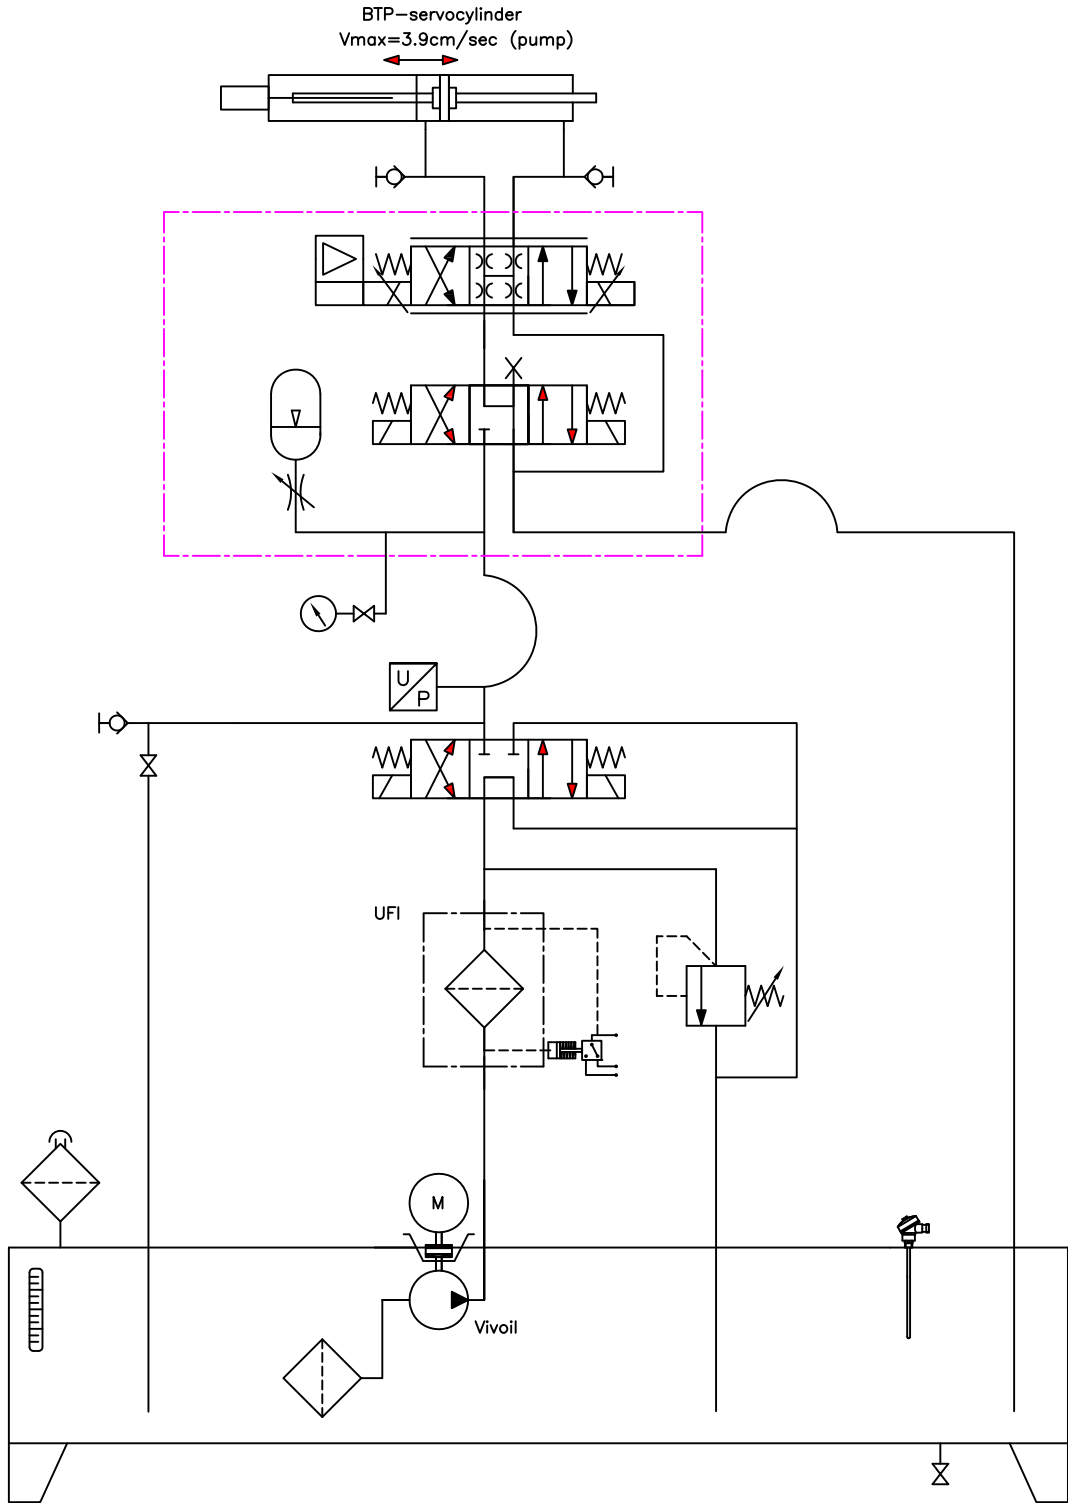 BTP-servocylinder
Vmax=3.9cm/sec (pump)
U
P
UFI
M
Vivoil